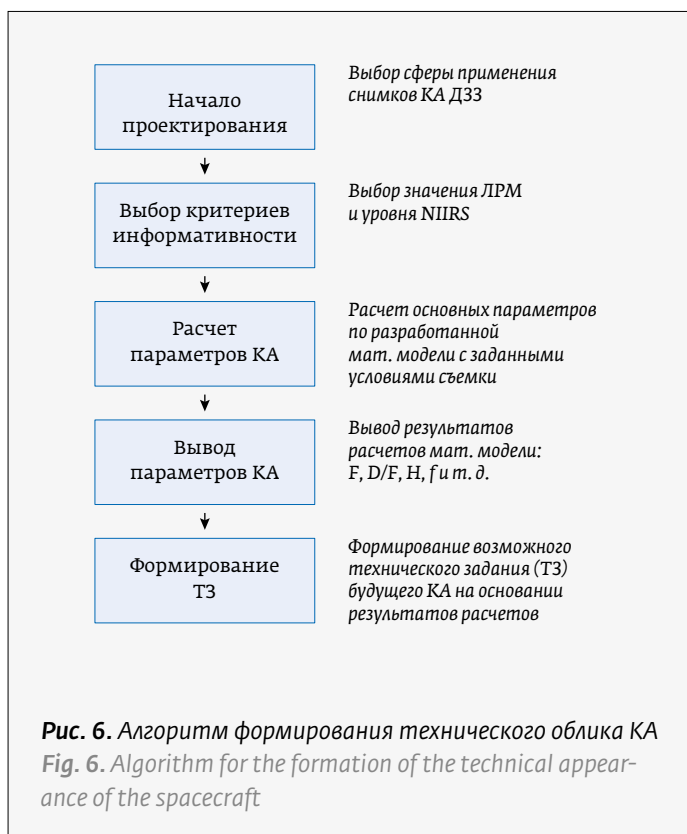 Начало
проектирования
Выбор сферы применения
снимков КА ДЗЗ
Выбор критериев
информативности
Выбор значения ЛРМ
и уровня NIIRS
Расчет
параметров КА
Расчет основных параметров
по разработанной
мат. модели с заданными
условиями съемки
Вывод
параметров КА
Вывод результатов
расчетов мат. модели:
F, D/F, H, f и т. д.
Формирование
ТЗ
Формирование возможного
технического задания (ТЗ)
будущего КА на основании
результатов расчетов
Рис. 6. Алгоритм формирования технического облика КА
Fig. 6. Algorithm for the formation of the technical appear-
ance of the spacecraft